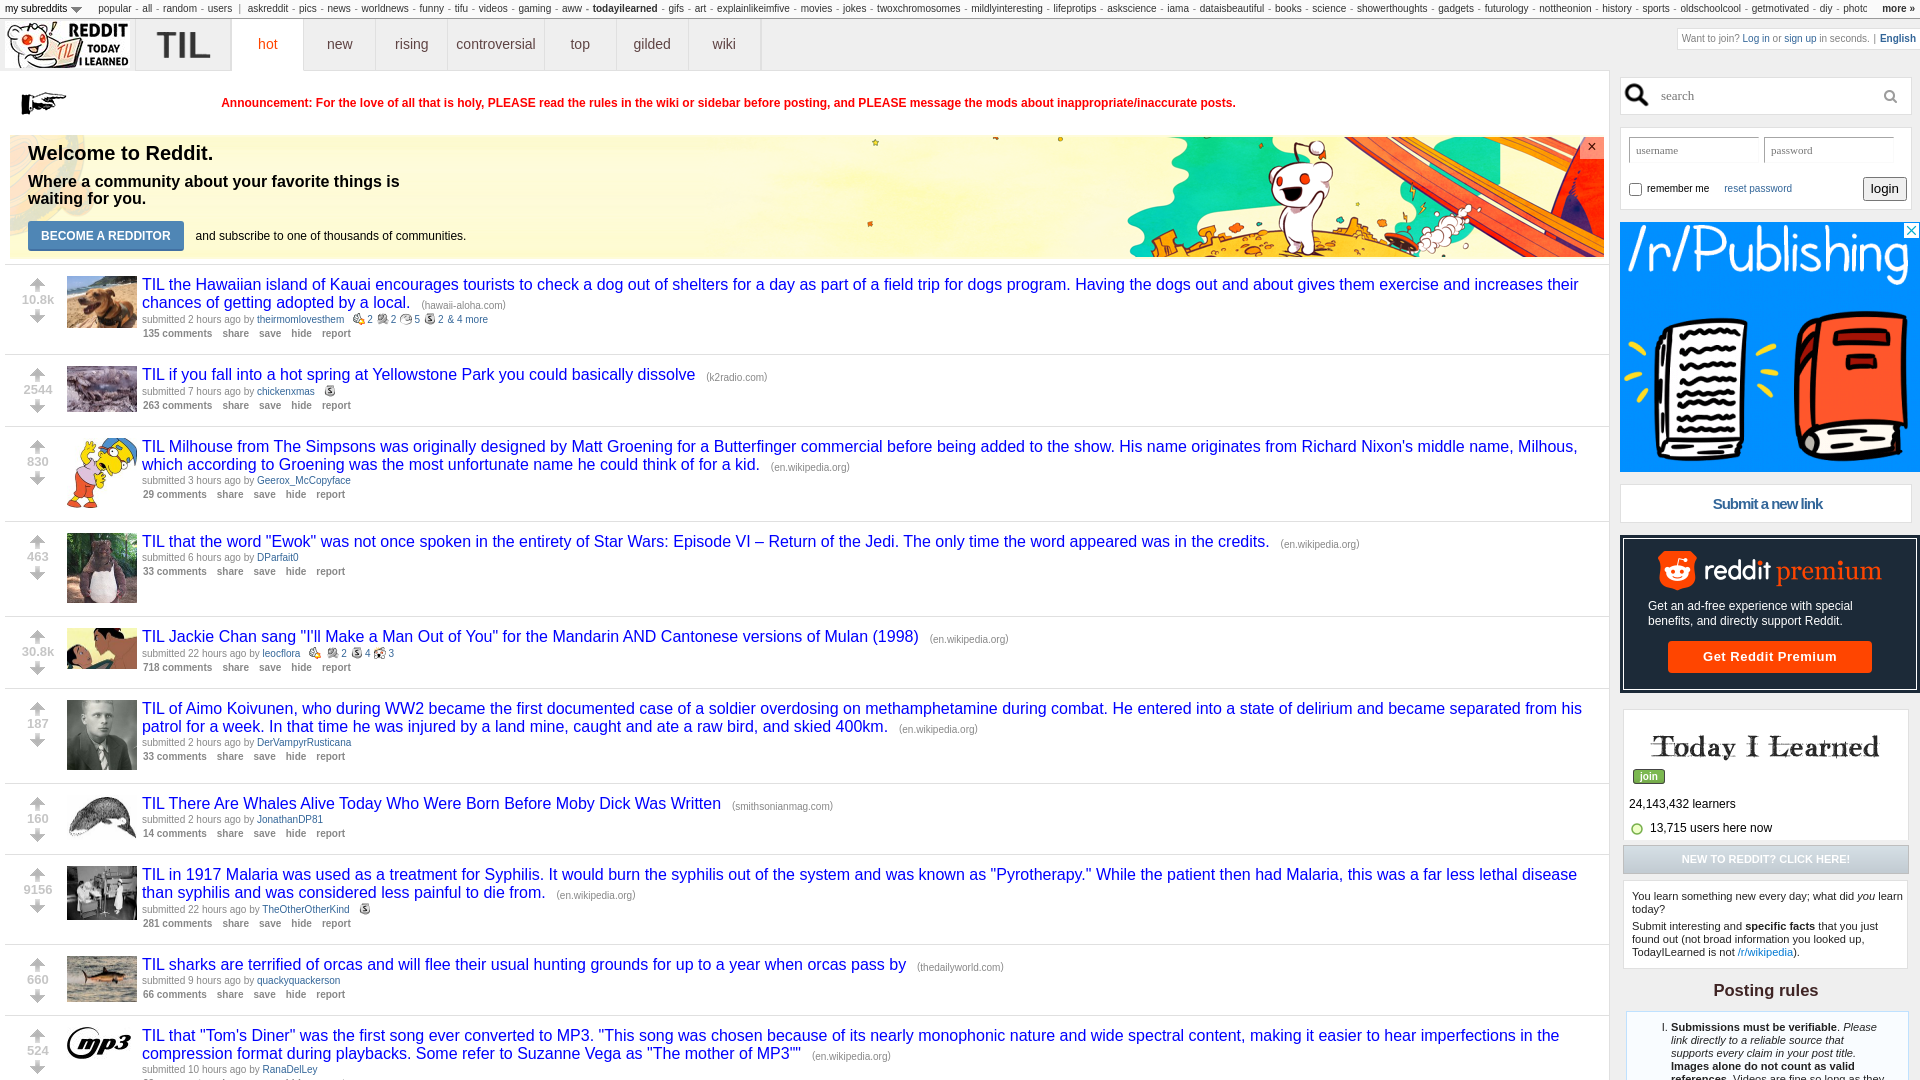 my subreddits popular - all - random - users | askreddit - pics - news - worldnews - funny - tifu - videos - gaming - aww - todayilearned - gifs - art - explainlikeimfive - movies - jokes - twoxchromosomes - mildlyinteresting - lifeprotips - askscience - iama - dataisbeautiful - books - science - showerthoughts - gadgets - futurology - nottheonion - history - sports - oldschoolcool - getmotivated - diy - photc more »
REDDIT
TODAY
I LEARNED
TIL
TIL hot new rising controversial top gilded wiki
Want to join? Log in or sign up in seconds. | English
Announcement: For the love of all that is holy, PLEASE read the rules in the wiki or sidebar before posting, and PLEASE message the mods about inappropriate/inaccurate posts.
Welcome to Reddit.
Where a community about your favorite things is
waiting for you.
BECOME A REDDITOR and subscribe to one of thousands of communities.
×
10.8k
TIL the Hawaiian island of Kauai encourages tourists to check a dog out of shelters for a day as part of a field trip for dogs program. Having the dogs out and about gives them exercise and increases their
chances of getting adopted by a local. (hawaii-aloha.com)
submitted 2 hours ago by theirmomlovesthem 2 2 5 2 & 4 more
135 comments share save hide report
2544
TIL if you fall into a hot spring at Yellowstone Park you could basically dissolve (k2radio.com)
submitted 7 hours ago by chickenxmas
263 comments share save hide report
830
TIL Milhouse from The Simpsons was originally designed by Matt Groening for a Butterfinger commercial before being added to the show. His name originates from Richard Nixon's middle name, Milhous,
which according to Groening was the most unfortunate name he could think of for a kid. (en.wikipedia.org)
submitted 3 hours ago by Geerox_McCopyface
29 comments share save hide report
463
TIL that the word "Ewok" was not once spoken in the entirety of Star Wars: Episode VI – Return of the Jedi. The only time the word appeared was in the credits. (en.wikipedia.org)
submitted 6 hours ago by DParfait0
33 comments share save hide report
30.8k
TIL Jackie Chan sang "I'll Make a Man Out of You" for the Mandarin AND Cantonese versions of Mulan (1998) (en.wikipedia.org)
submitted 22 hours ago by leocflora 2 4 3
718 comments share save hide report
187
TIL of Aimo Koivunen, who during WW2 became the first documented case of a soldier overdosing on methamphetamine during combat. He entered into a state of delirium and became separated from his
patrol for a week. In that time he was injured by a land mine, caught and ate a raw bird, and skied 400km. (en.wikipedia.org)
submitted 2 hours ago by DerVampyrRusticana
33 comments share save hide report
160
TIL There Are Whales Alive Today Who Were Born Before Moby Dick Was Written (smithsonianmag.com)
submitted 2 hours ago by JonathanDP81
14 comments share save hide report
9156
TIL in 1917 Malaria was used as a treatment for Syphilis. It would burn the syphilis out of the system and was known as "Pyrotherapy." While the patient then had Malaria, this was a far less lethal disease
than syphilis and was considered less painful to die from. (en.wikipedia.org)
submitted 22 hours ago by TheOtherOtherKind
281 comments share save hide report
660
TIL sharks are terrified of orcas and will flee their usual hunting grounds for up to a year when orcas pass by (thedailyworld.com)
submitted 9 hours ago by quackyquackerson
66 comments share save hide report
524
mp3
TIL that "Tom's Diner" was the first song ever converted to MP3. "This song was chosen because of its nearly monophonic nature and wide spectral content, making it easier to hear imperfections in the
compression format during playbacks. Some refer to Suzanne Vega as "The mother of MP3"" (en.wikipedia.org)
submitted 10 hours ago by RanaDelLey
search
username password
remember me reset password login
/r/Publishing
Submit a new link
reddit premium
Get an ad-free experience with special
benefits, and directly support Reddit.
Get Reddit Premium
Today I Learned
join
24,143,432 learners
13,715 users here now
NEW TO REDDIT? CLICK HERE!
You learn something new every day; what did you learn
today?
Submit interesting and specific facts that you just
found out (not broad information you looked up,
TodayILearned is not /r/wikipedia).
Posting rules
I. Submissions must be verifiable. Please
link directly to a reliable source that
supports every claim in your post title.
Images alone do not count as valid
references. Videos are fine so long as they